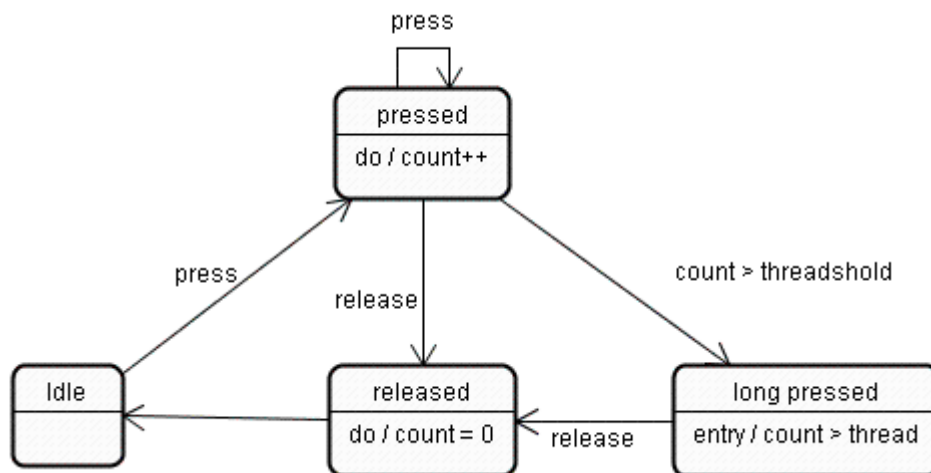 press
pressed
do / count++
press
count > threadshold
release
Idle
released
do / count = 0
release
long pressed
entry / count > thread